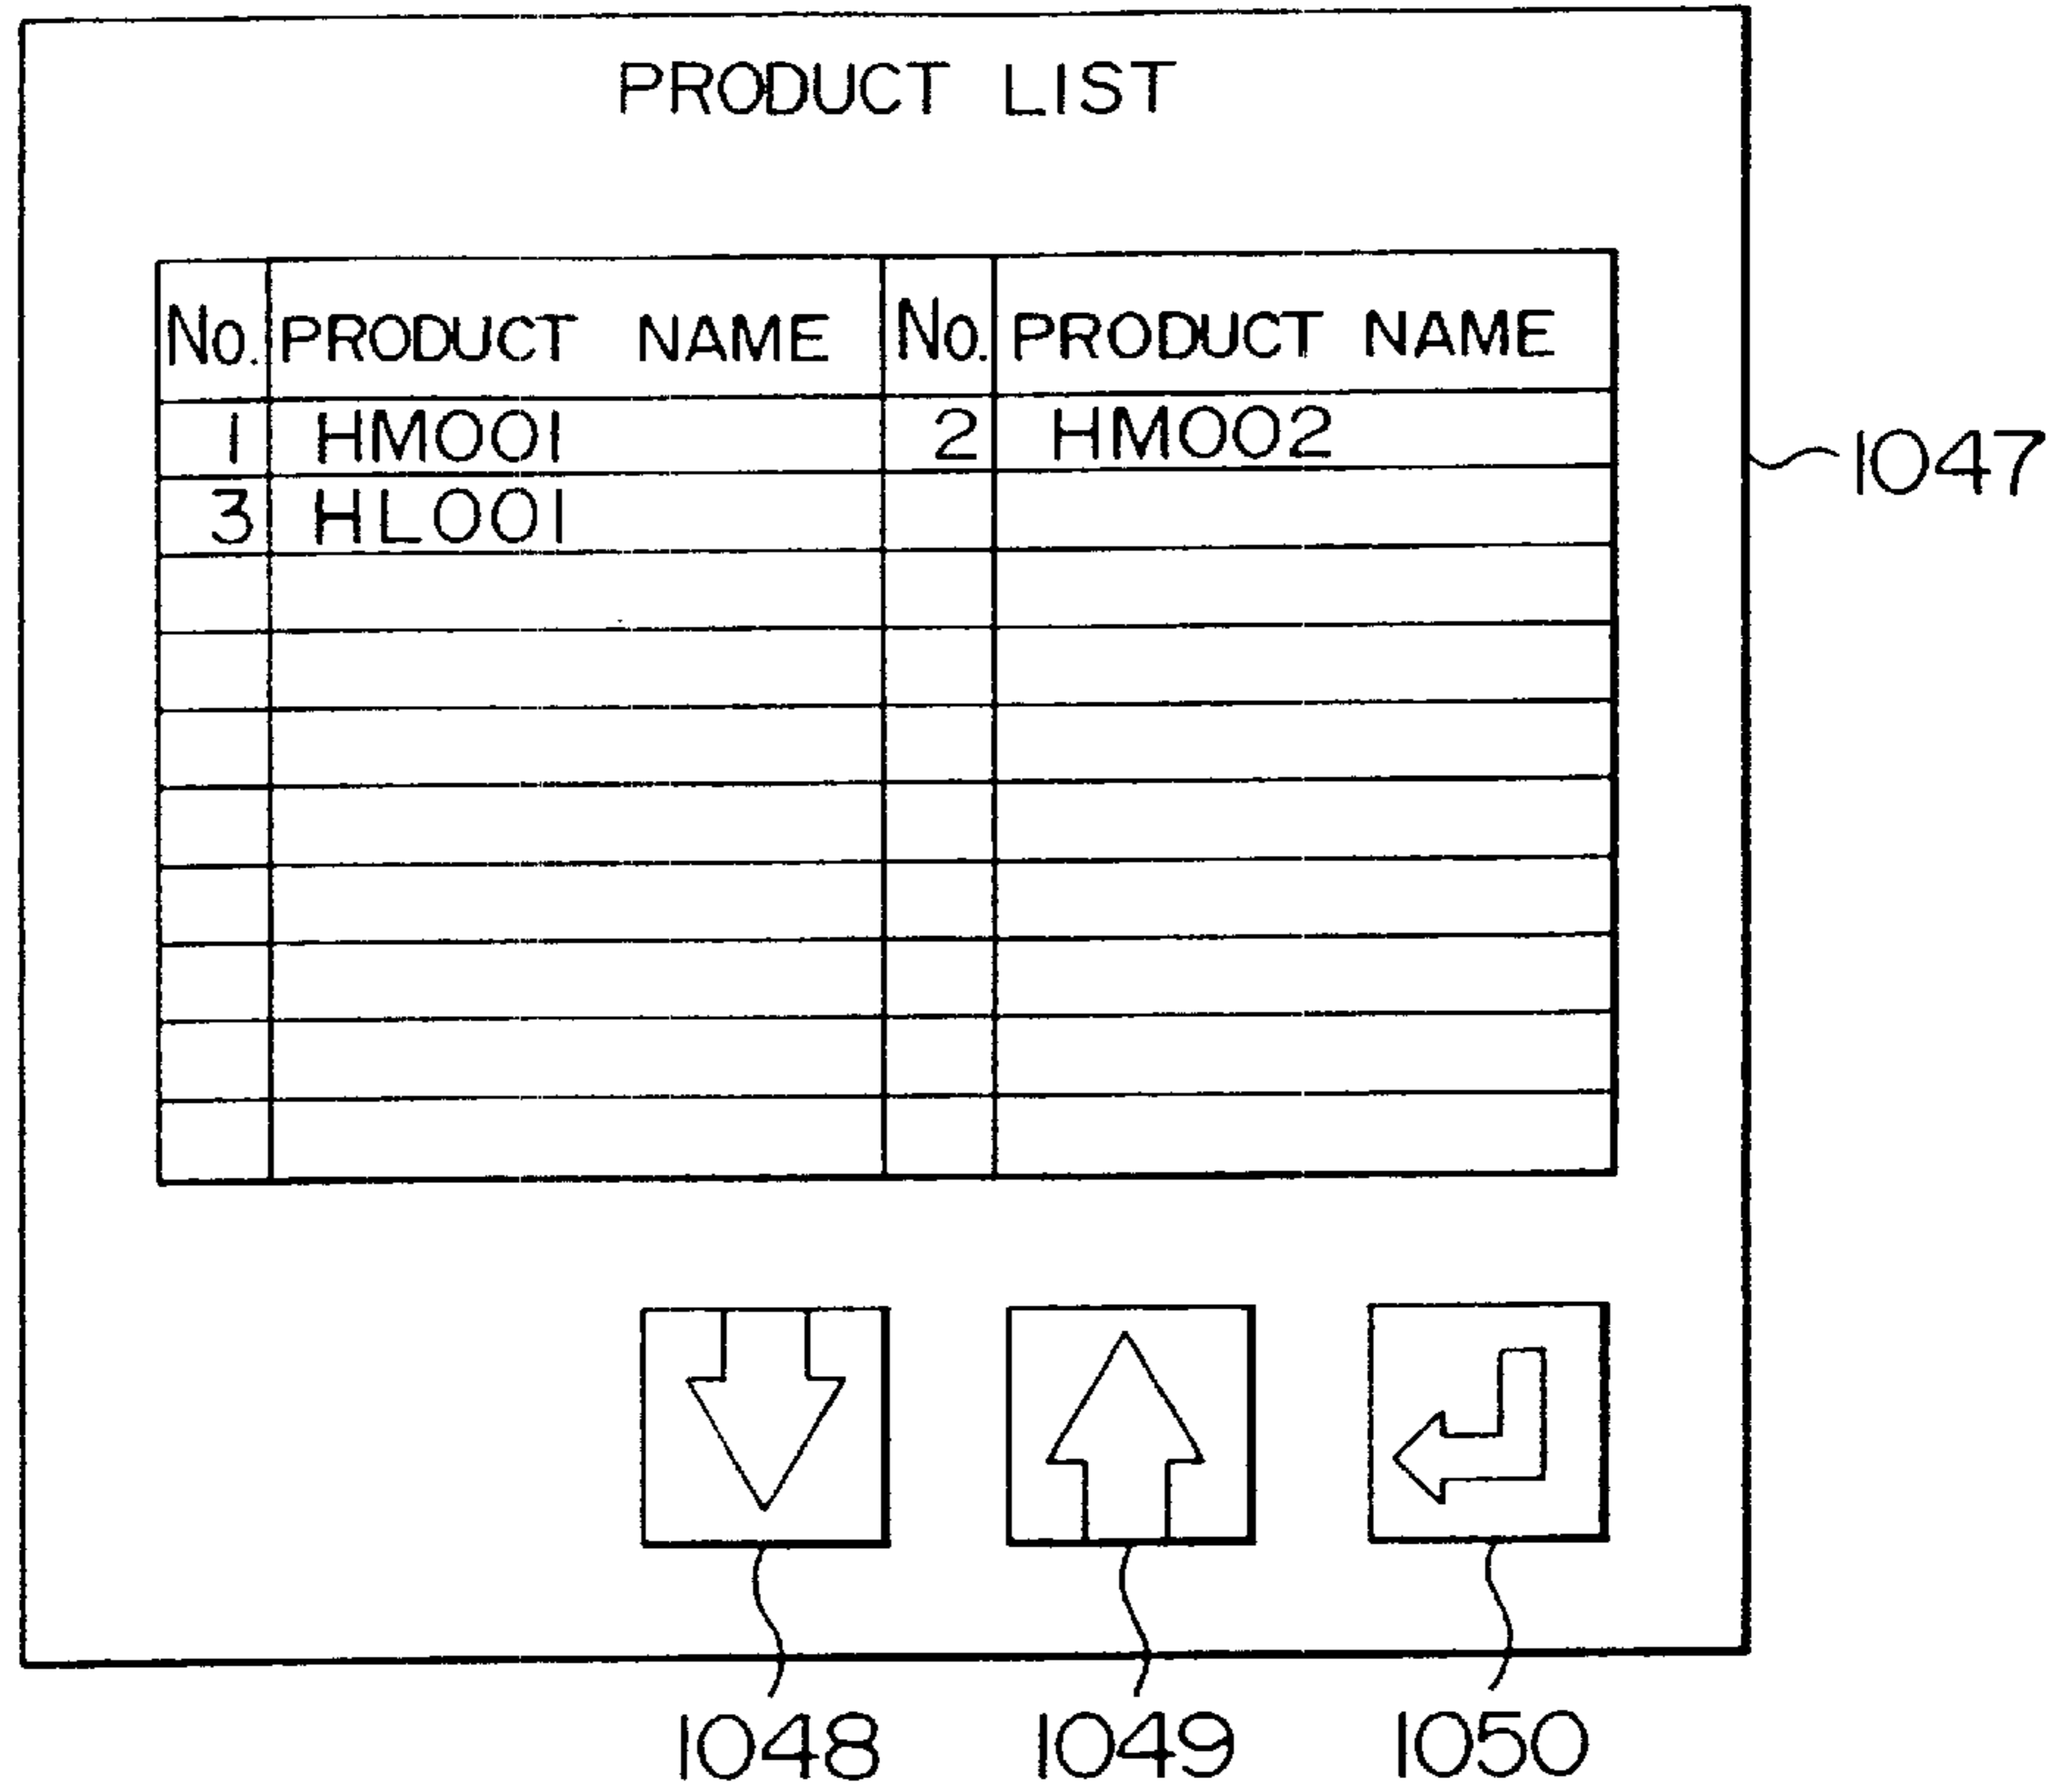 PRODUCT LIST
No. PRODUCT NAME No. PRODUCT NAME
1 HM001 2 HM002
1047
3 HL001
1048 1049 1050